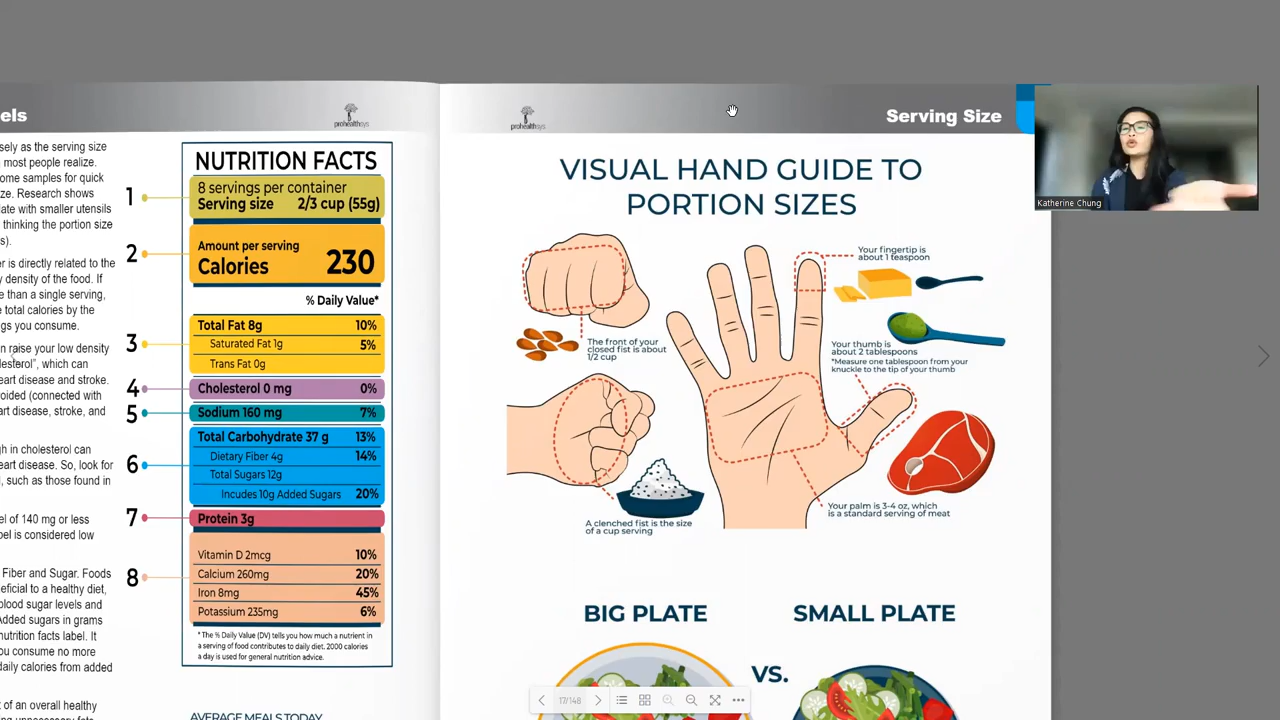 els
prohealthsys
sely as the serving size
most people realize.
ome samples for quick
ze. Research shows
ate with smaller utensils
thinking the portion size
s).
er is directly related to the
y density of the food. If
e than a single serving,
e total calories by the
ngs you consume.
n raise your low density
olesterol”, which can
eart disease and stroke.
roided (connected with
art disease, stroke, and
gh in cholesterol can
eart disease. So, look for
l, such as those found in
el of 140 mg or less
bel is considered low
Fiber and Sugar. Foods
eficial to a healthy diet,
blood sugar levels and
Added sugars in grams
nutrition facts label. It
you consume no more
daily calories from added
t of an overall healthy
NUTRITION FACTS
1
8 servings per container
Serving size 2/3 cup (55g)
2
Amount per serving
Calories 230
% Daily Value*
3
Total Fat 8g 10%
Saturated Fat 1g 5%
Trans Fat 0g
4
Cholesterol 0 mg 0%
5
Sodium 160 mg 7%
6
Total Carbohydrate 37 g 13%
Dietary Fiber 4g 14%
Total Sugars 12g
Incudes 10g Added Sugars 20%
7
Protein 3g
8
Vitamin D 2mcg 10%
Calcium 260mg 20%
Iron 8mg 45%
Potassium 235mg 6%
* The % Daily Value (DV) tells you how much a nutrient in
a serving of food contributes to daily diet. 2000 calories
a day is used for general nutrition advice.
AVERAGE MEALS TODAY
prohealthsys
Serving Size
VISUAL HAND GUIDE TO
PORTION SIZES
Your fingertip is
about 1 teaspoon
The front of your
closed fist is about
1/2 cup
Your thumb is
about 2 tablespoons
*Measure one tablespoon from your
knuckle to the tip of your thumb
A clenched fist is the size
of a cup serving
Your palm is 3-4 oz, which
is a standard serving of meat
BIG PLATE
VS.
SMALL PLATE
17/148
Katherine Chung